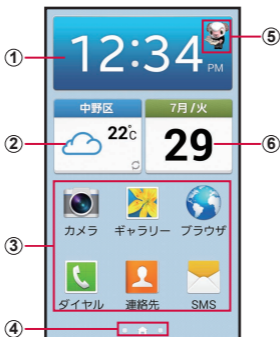 ① 12:34 PM ⑤
中野区 7月/火
② 22℃ 29 ⑥
③ カメラ ギャラリー ブラウザ
ダイヤル 連絡先 SMS
④